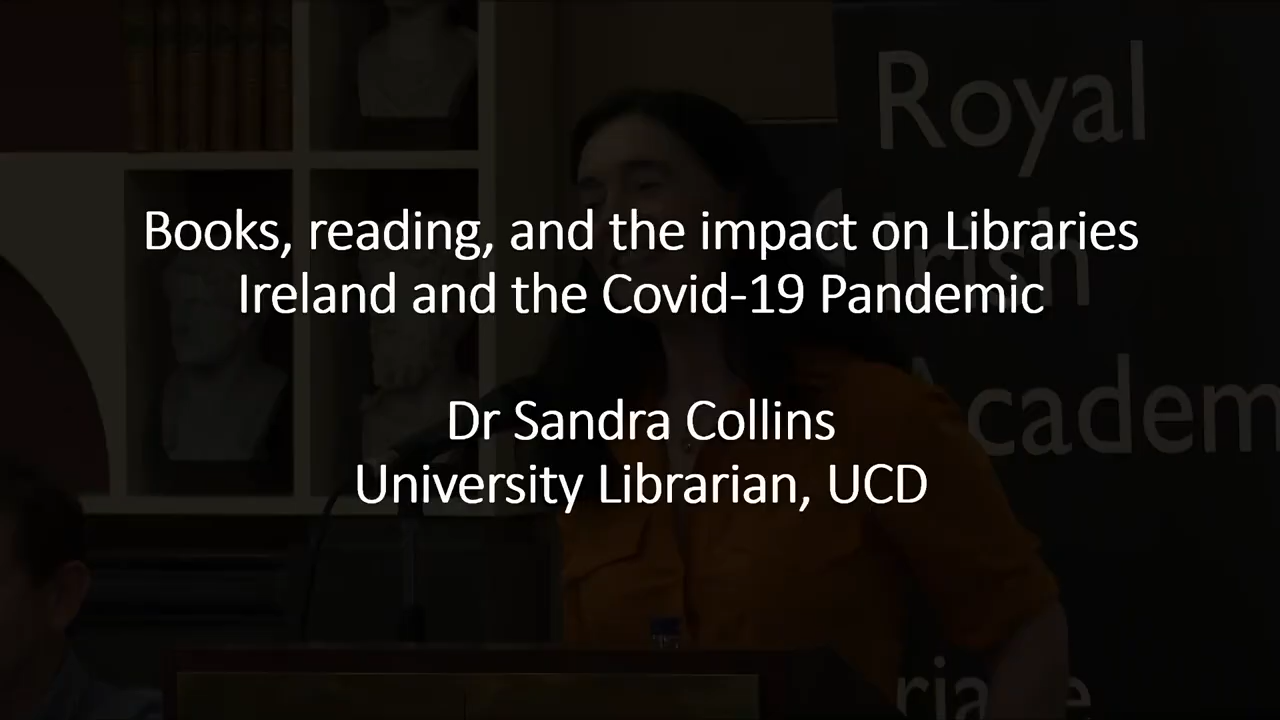 Books, reading, and the impact on Libraries
Ireland and the Covid-19 Pandemic
Dr Sandra Collins
University Librarian, UCD
Royal
Irish
Academ